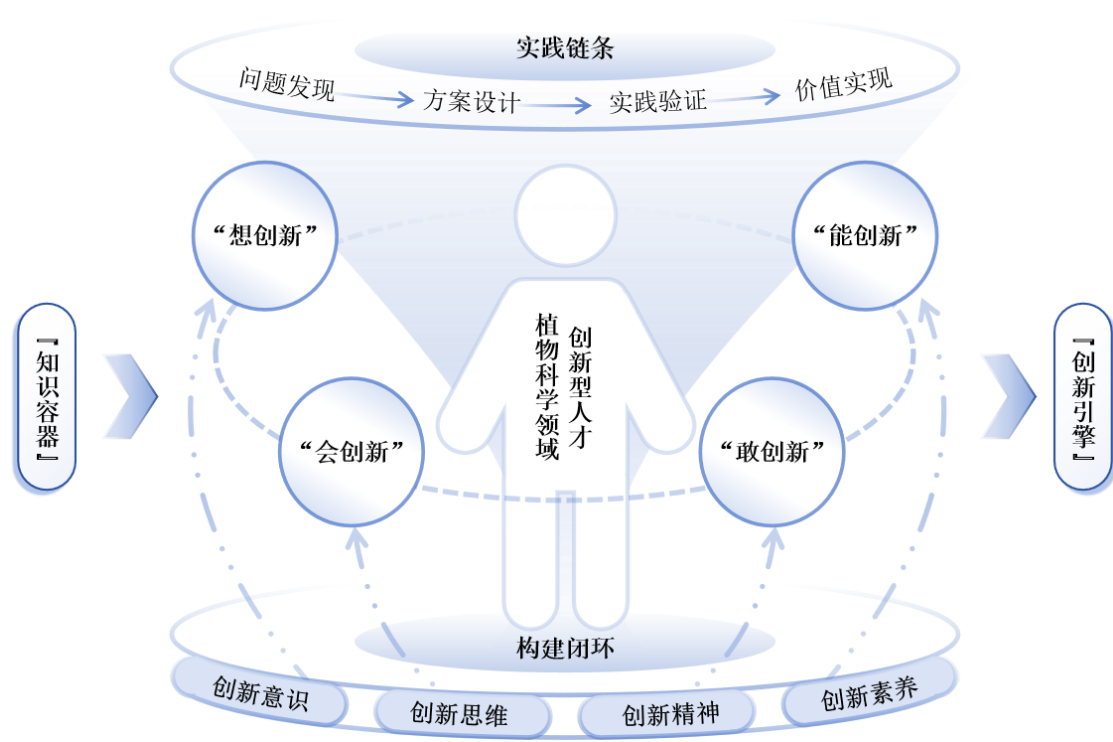 实践链条
问题发现
方案设计
实践验证
价值实现
“想创新”
“能创新”
『知识容器』
植物科学领域
创新型人才
『创新引擎』
“会创新”
“敢创新”
构建闭环
创新意识
创新思维
创新精神
创新素养